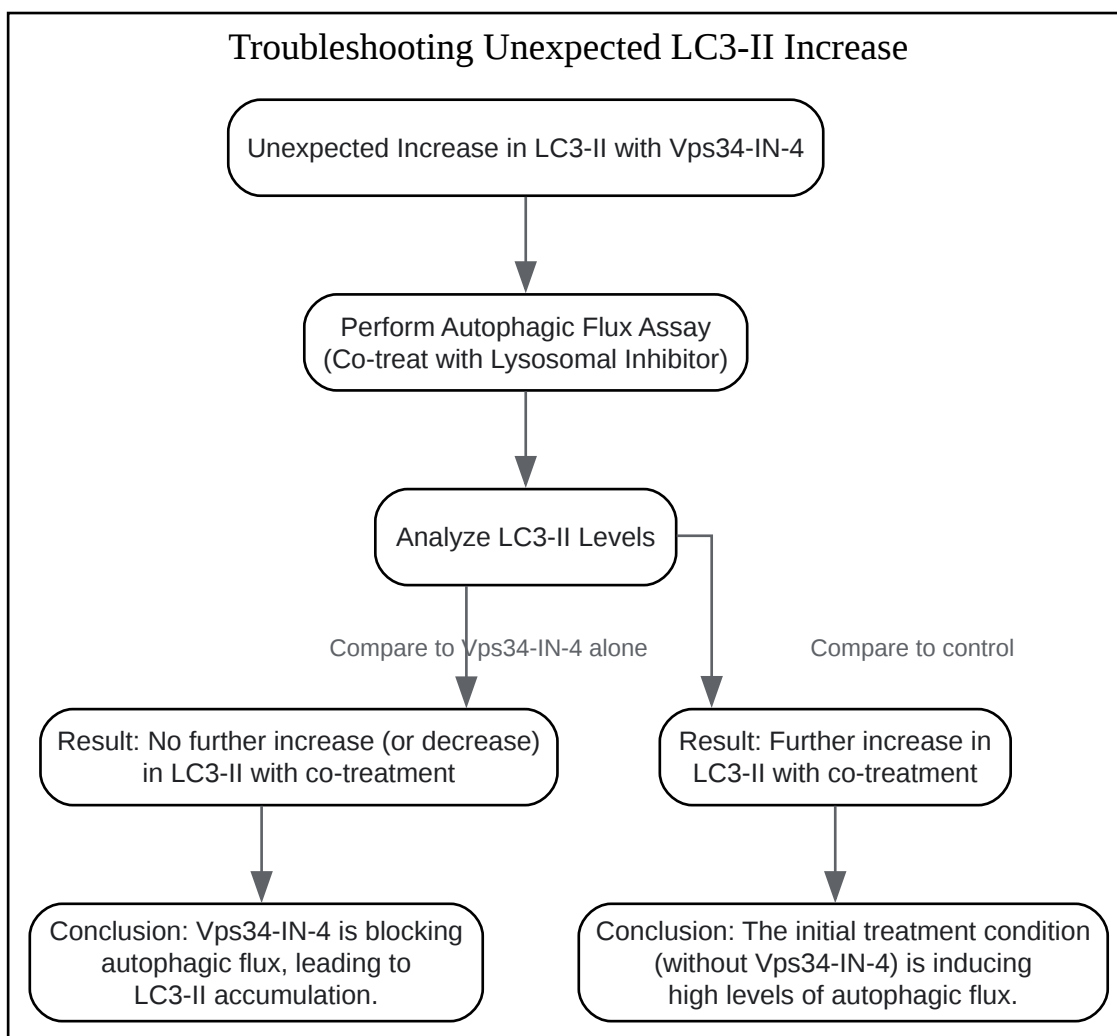 Troubleshooting Unexpected LC3-II Increase
Unexpected Increase in LC3-II with Vps34-IN-4
Perform Autophagic Flux Assay
(Co-treat with Lysosomal Inhibitor)
Analyze LC3-II Levels
Compare to Vps34-IN-4 alone
Compare to control
Result: No further increase (or decrease)
in LC3-II with co-treatment
Result: Further increase in
LC3-II with co-treatment
Conclusion: Vps34-IN-4 is blocking
autophagic flux, leading to
LC3-II accumulation.
Conclusion: The initial treatment condition
(without Vps34-IN-4) is inducing
high levels of autophagic flux.